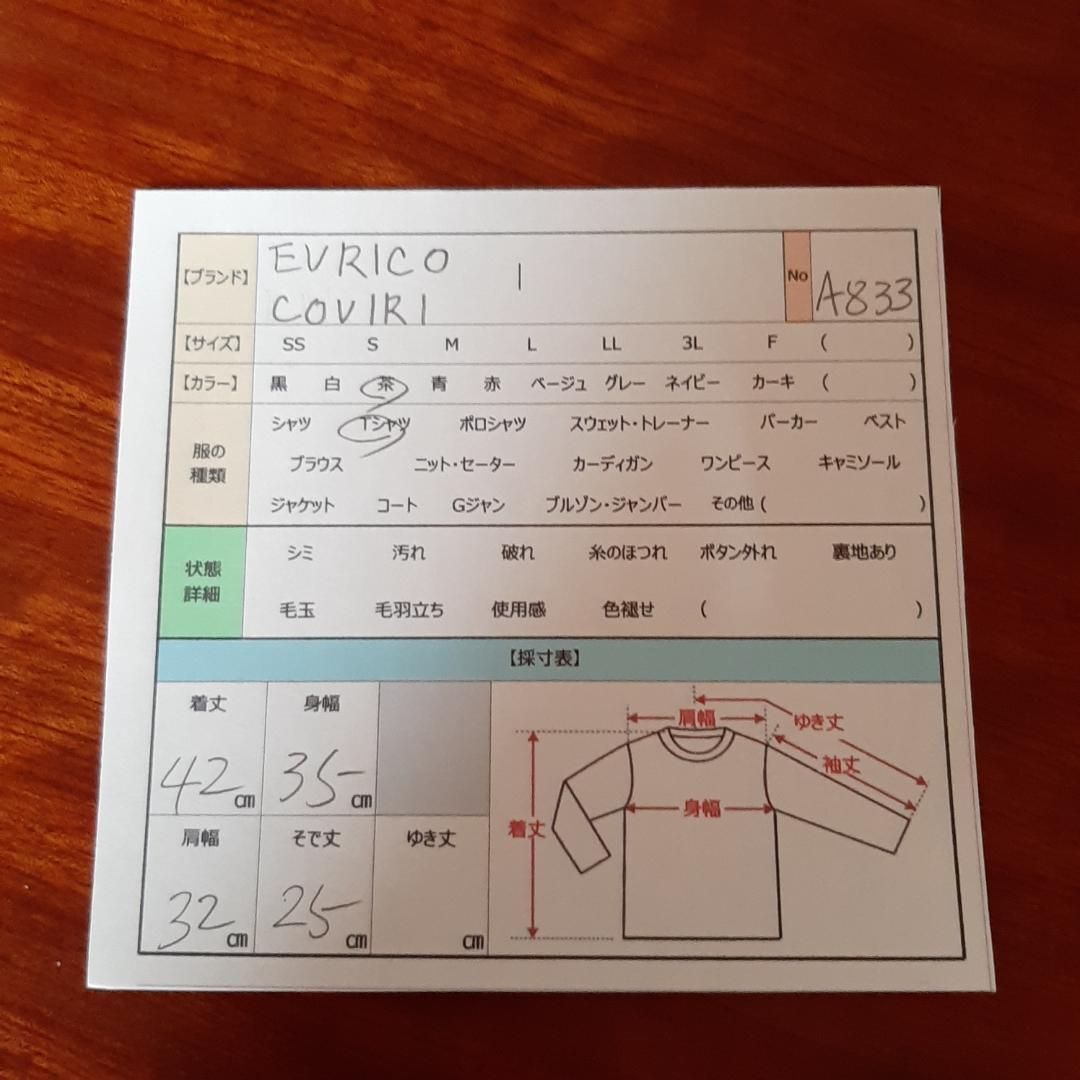 【ブランド】 EVRICO COVIRI | No A833
【サイズ】 SS S M L LL 3L F ( )
【カラー】 黒 白 茶 青 赤 ベージュ グレー ネイビー カーキ ( )
服の種類
シャツ Tシャツ ポロシャツ スウェット・トレーナー パーカー ベスト
ブラウス ニット・セーター カーディガン ワンピース キャミソール
ジャケット コート Gジャン ブルゾン・ジャンパー その他 ( )
状態詳細
シミ 汚れ 破れ 糸のほつれ ボタン外れ 裏地あり
毛玉 毛羽立ち 使用感 色褪せ ( )
【採寸表】
着丈 身幅
42cm 35cm
肩幅 そで丈 ゆき丈
32cm 25cm cm
肩幅
ゆき丈
袖丈
身幅
着丈